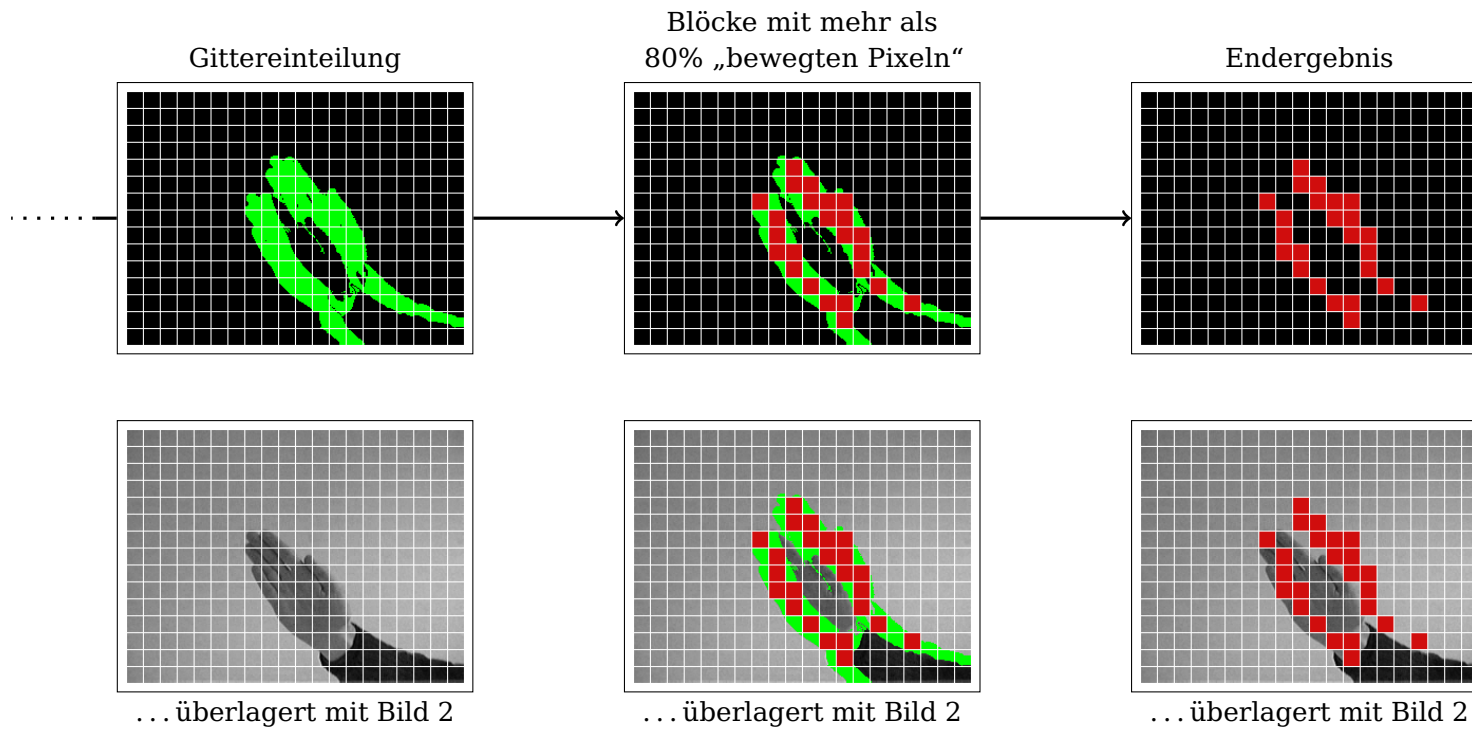 Gittereinteilung
Blöcke mit mehr als
80% „bewegten Pixeln“
Endergebnis
...überlagert mit Bild 2
...überlagert mit Bild 2
...überlagert mit Bild 2